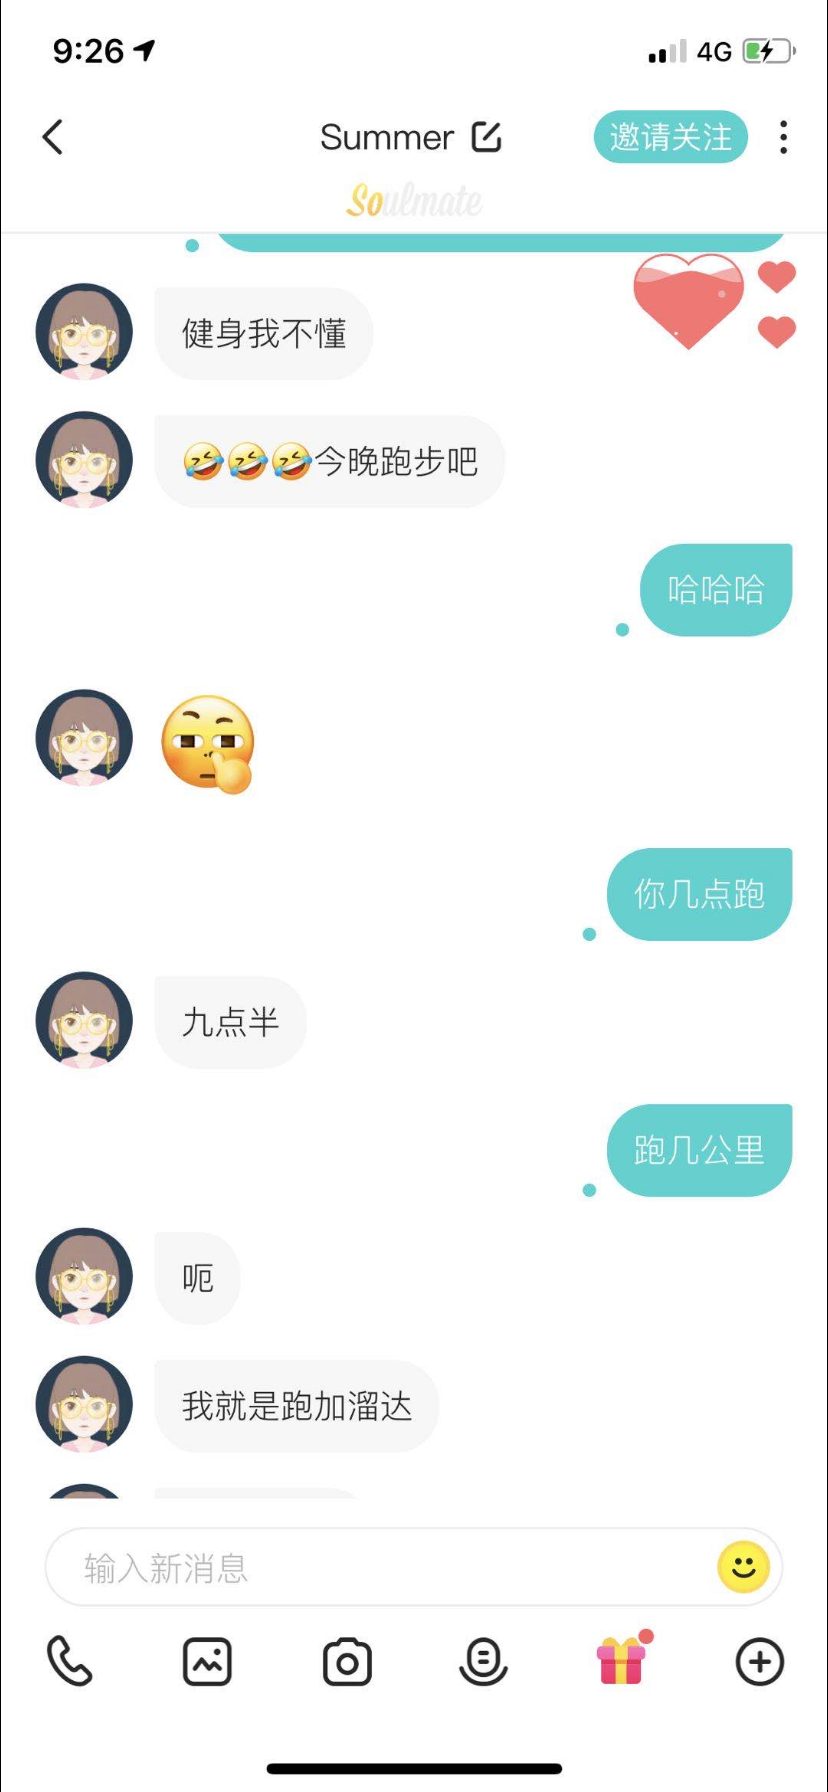 9:26
4G
Summer
邀请关注
Soulmate
健身我不懂
🤣🤣🤣今晚跑步吧
哈哈哈
你几点跑
九点半
跑几公里
呃
我就是跑加溜达
输入新消息